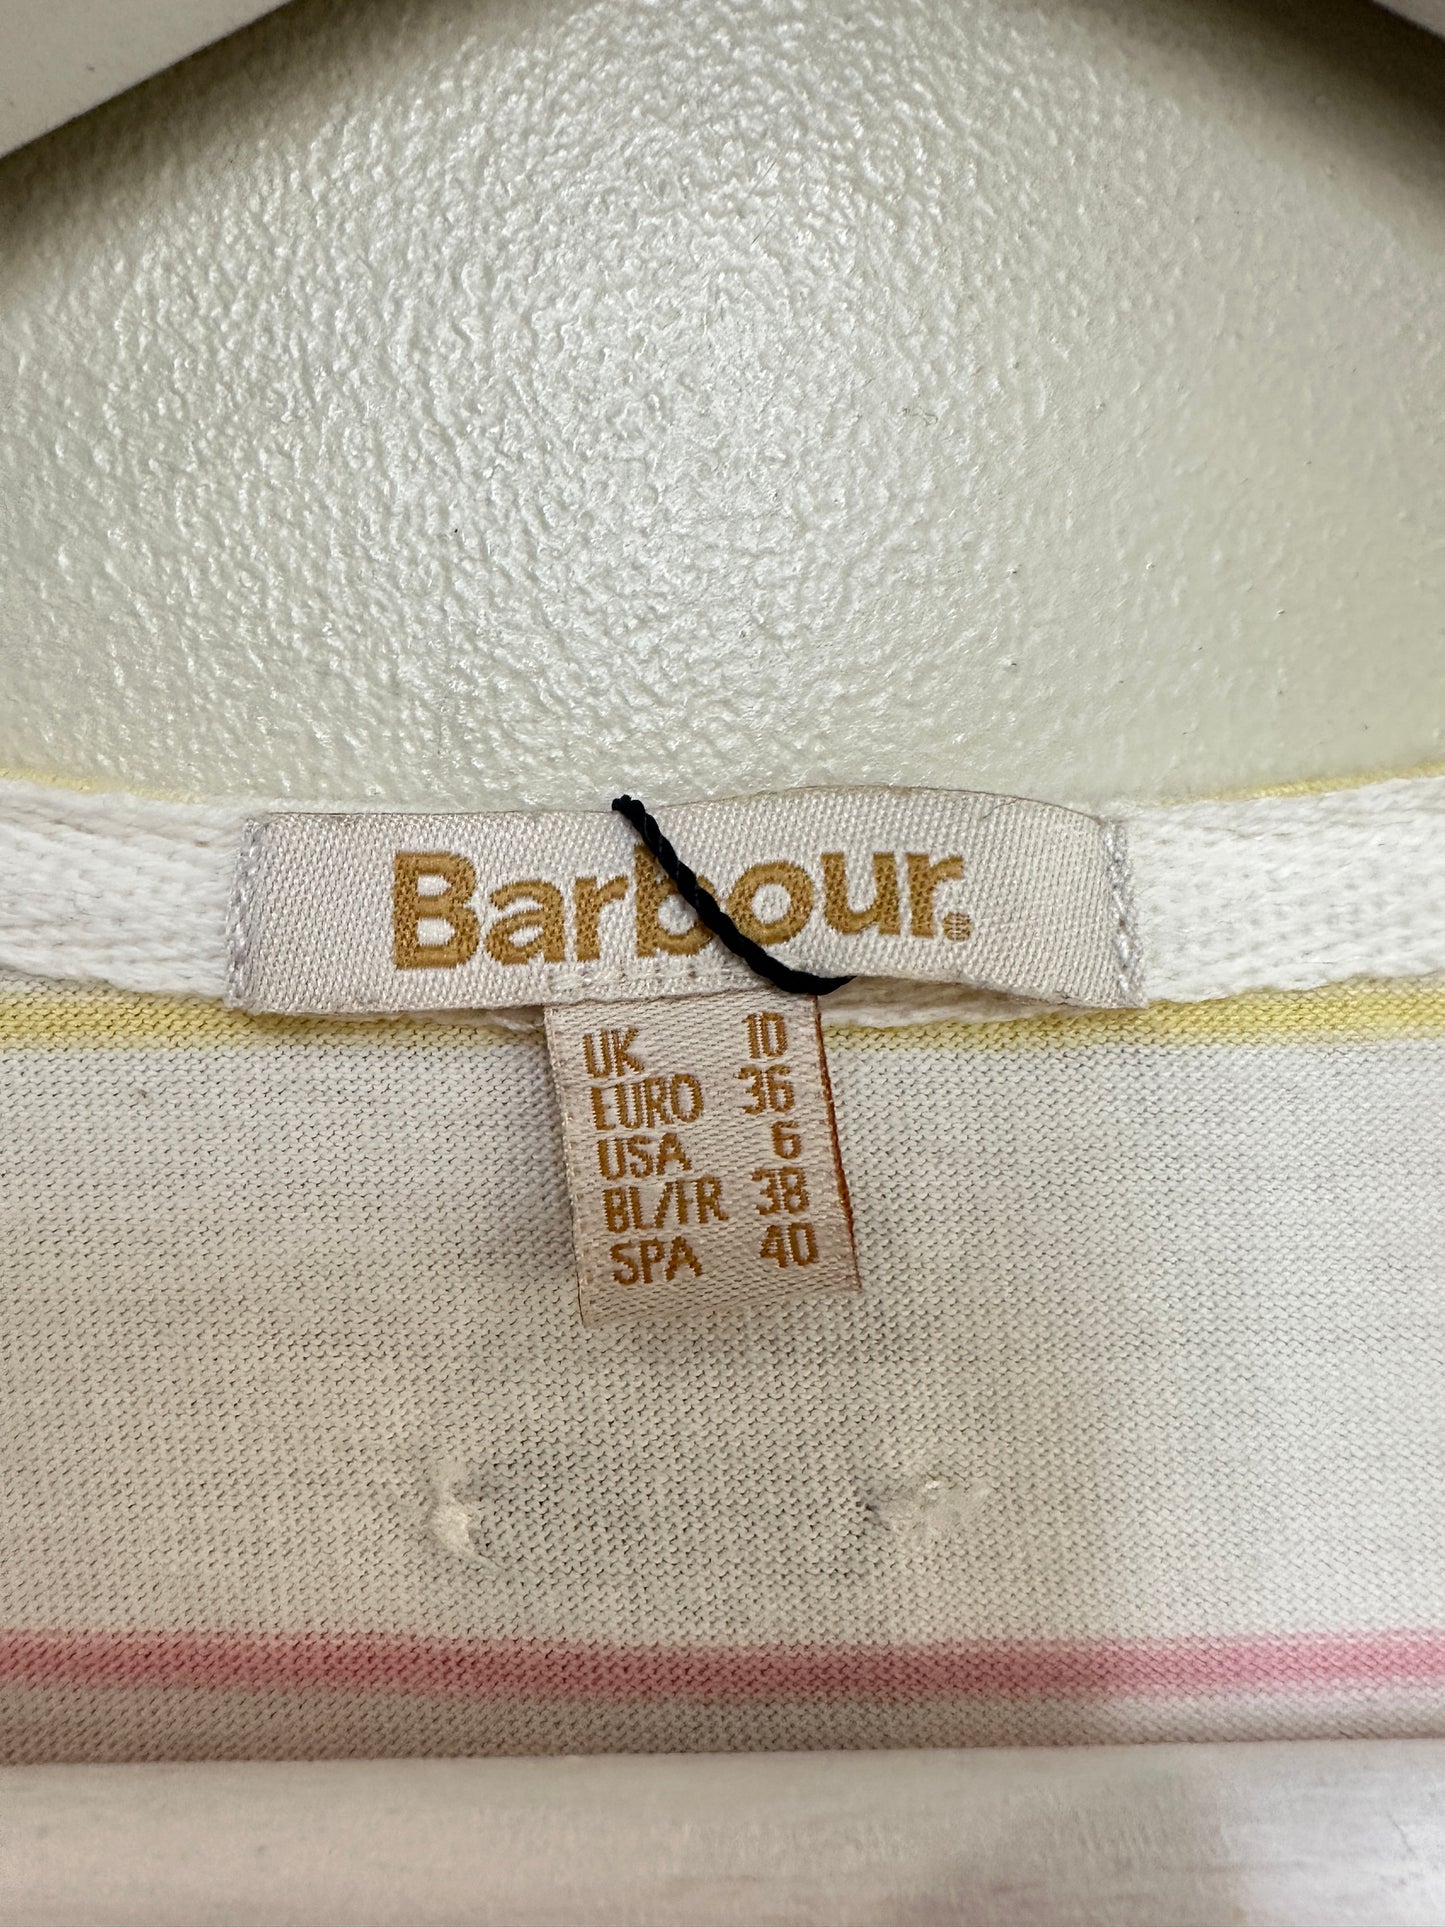 Barbour.
UK 10
EURO 36
USA 6
BL/FR 38
SPA 40